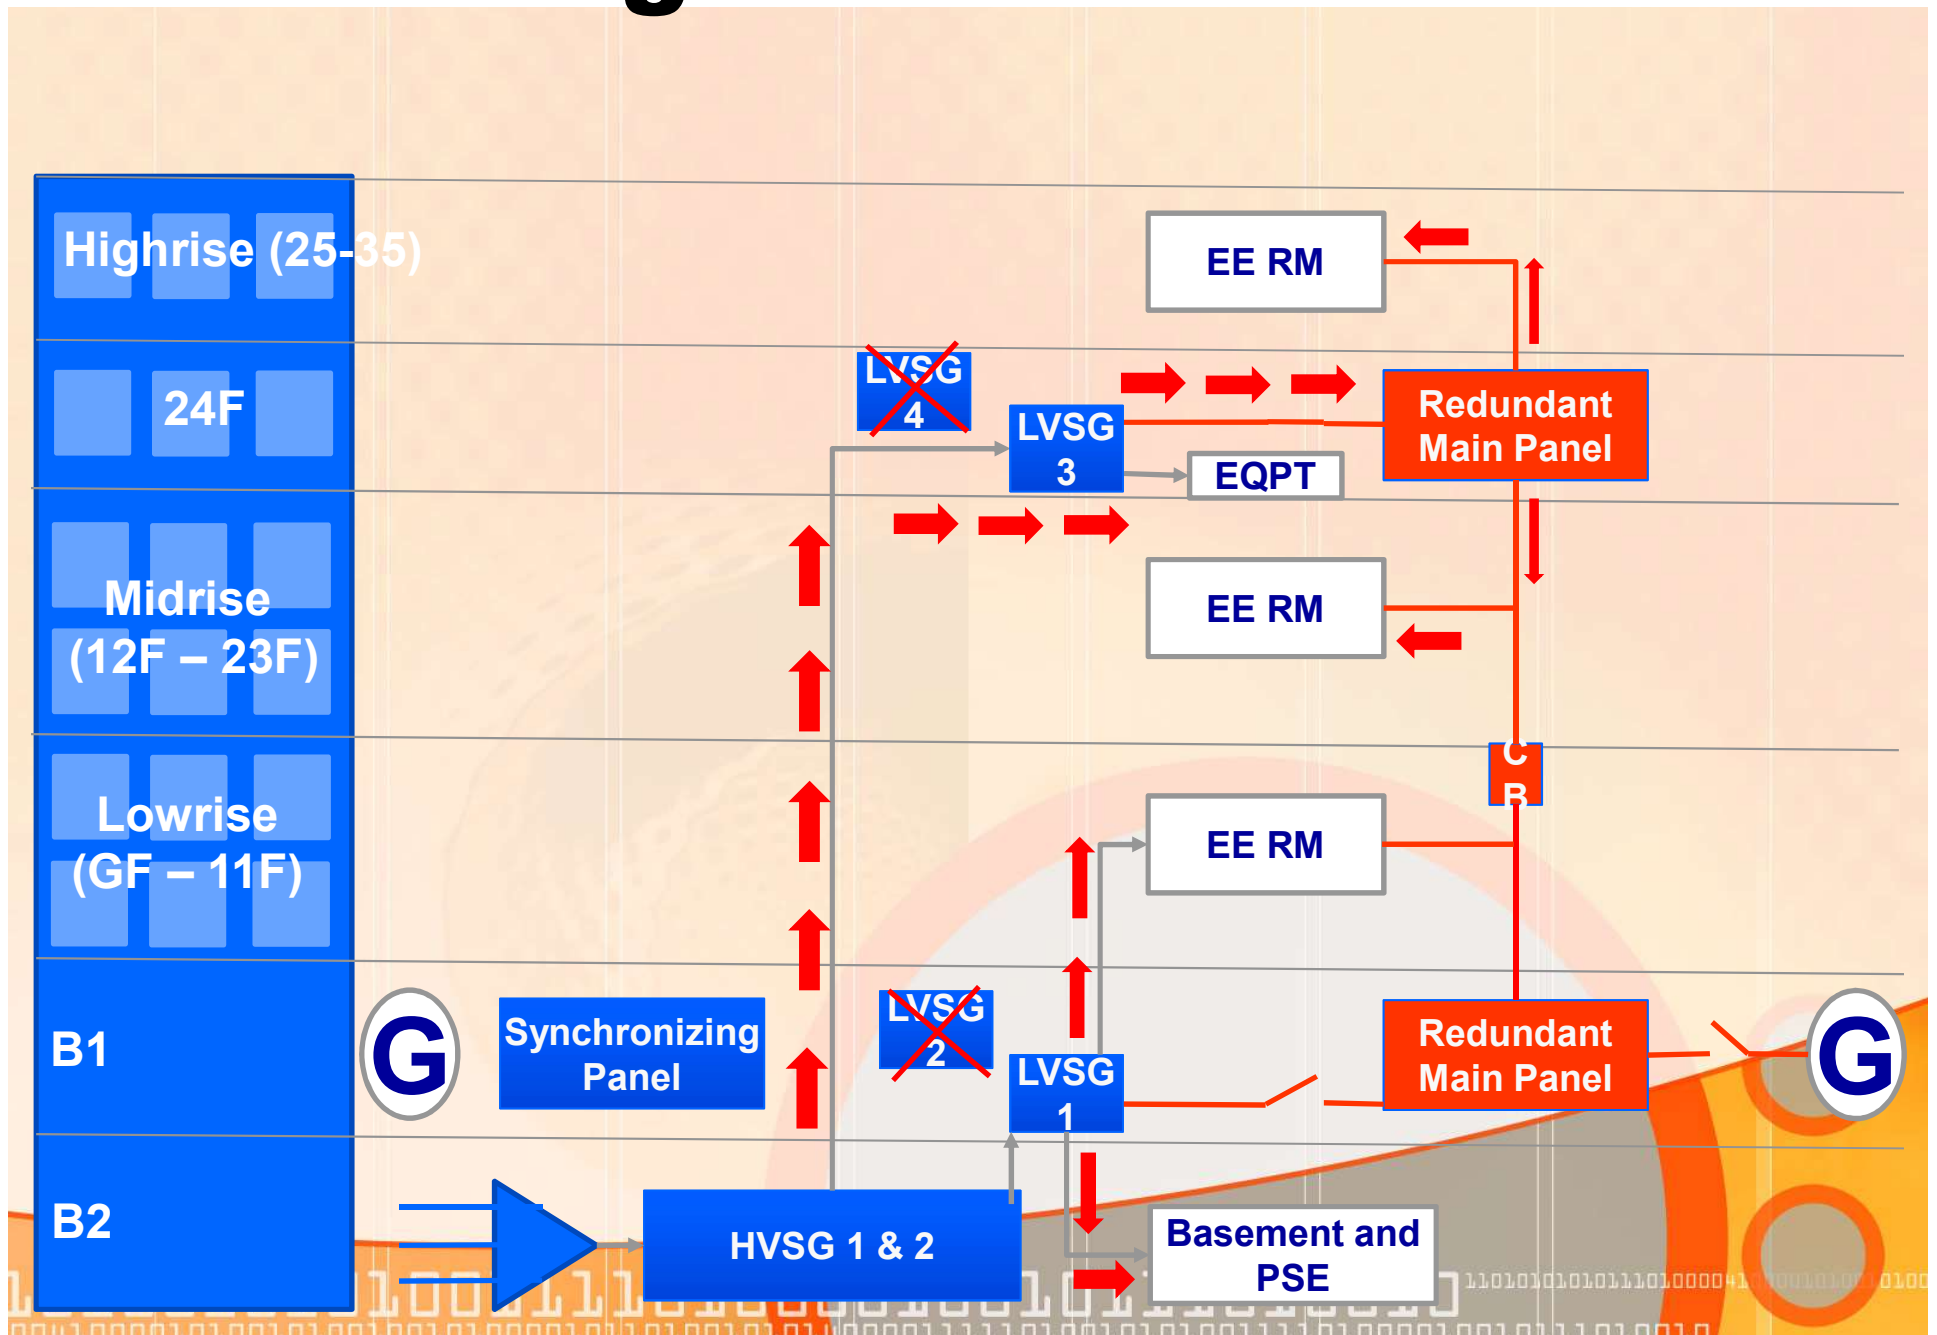 Highrise (25-35)
EE RM
LVSG
4
24F
LVSG
3
Redundant
Main Panel
EQPT
Midrise
(12F – 23F)
EE RM
C
B
Lowrise
(GF – 11F)
EE RM
B1
G
Synchronizing
Panel
LVSG
2
LVSG
1
Redundant
Main Panel
G
B2
HVSG 1 & 2
Basement and
PSE